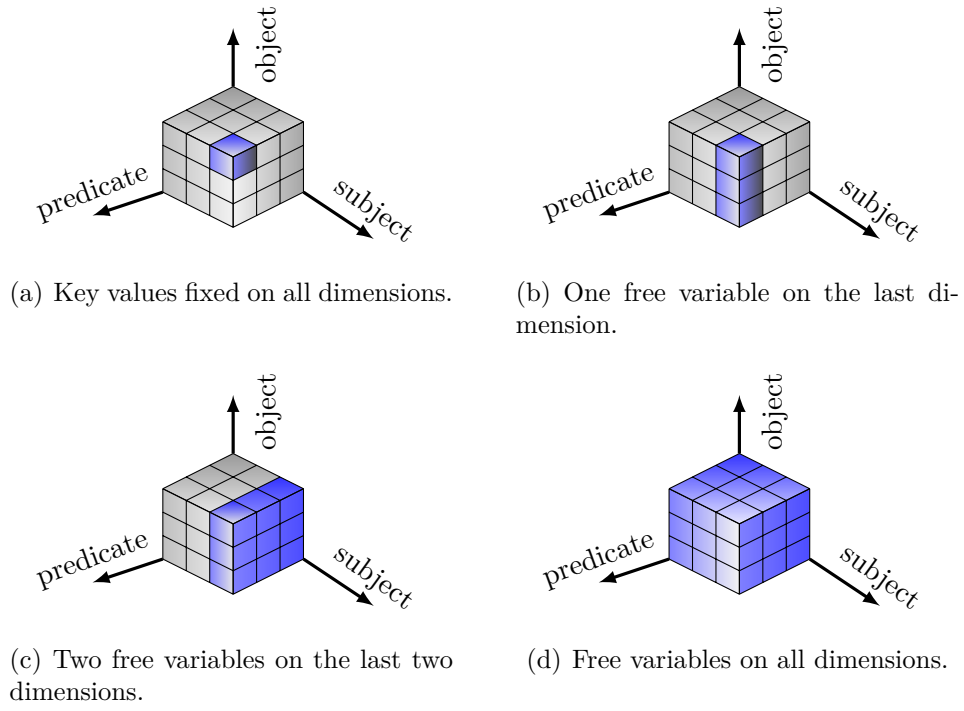 object
predicate
subject
(a) Key values fixed on all dimensions.
object
predicate
subject
(b) One free variable on the last di-
mension.
object
predicate
subject
(c) Two free variables on the last two
dimensions.
object
predicate
subject
(d) Free variables on all dimensions.